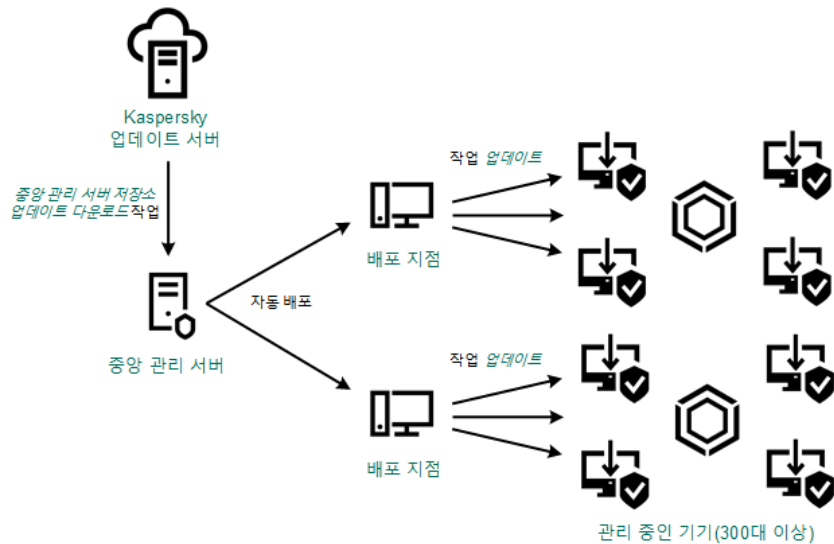 Kaspersky
업데이트 서버
중앙 관리 서버 저장소
업데이트 다운로드작업
중앙 관리 서버
자동 배포
배포 지점
작업 업데이트
배포 지점
작업 업데이트
관리 중인 기기(300대 이상)